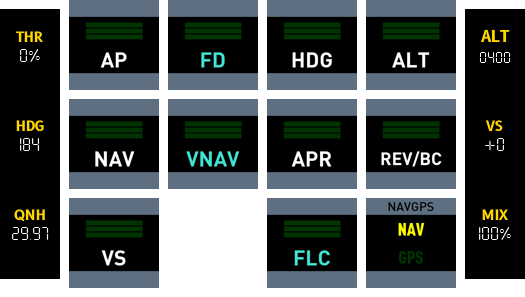 THR
0%
AP
FD
HDG
ALT
ALT
0400
HDG
184
NAV
VNAV
APR
REV/BC
VS
+0
QNH
29.97
VS
FLC
NAVGPS
NAV
GPS
MIX
100%